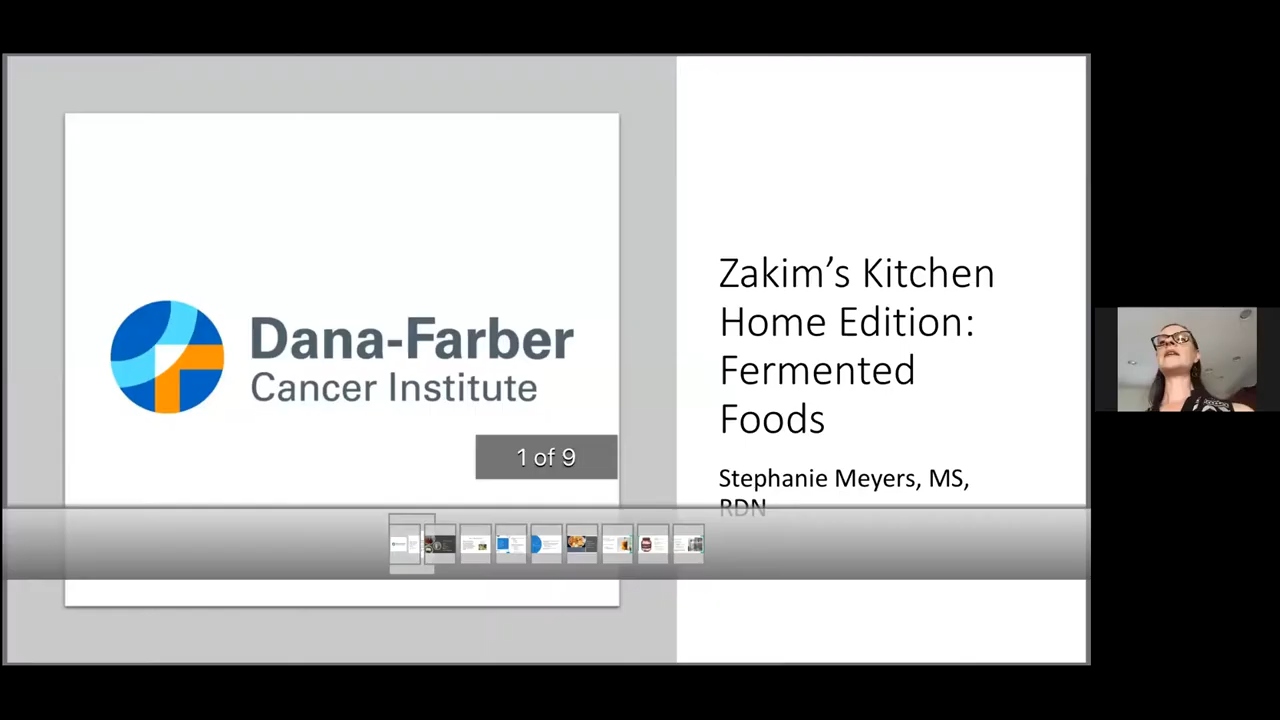 Dana-Farber
Cancer Institute
1 of 9
Zakim’s Kitchen
Home Edition:
Fermented
Foods
Stephanie Meyers, MS,
RDN